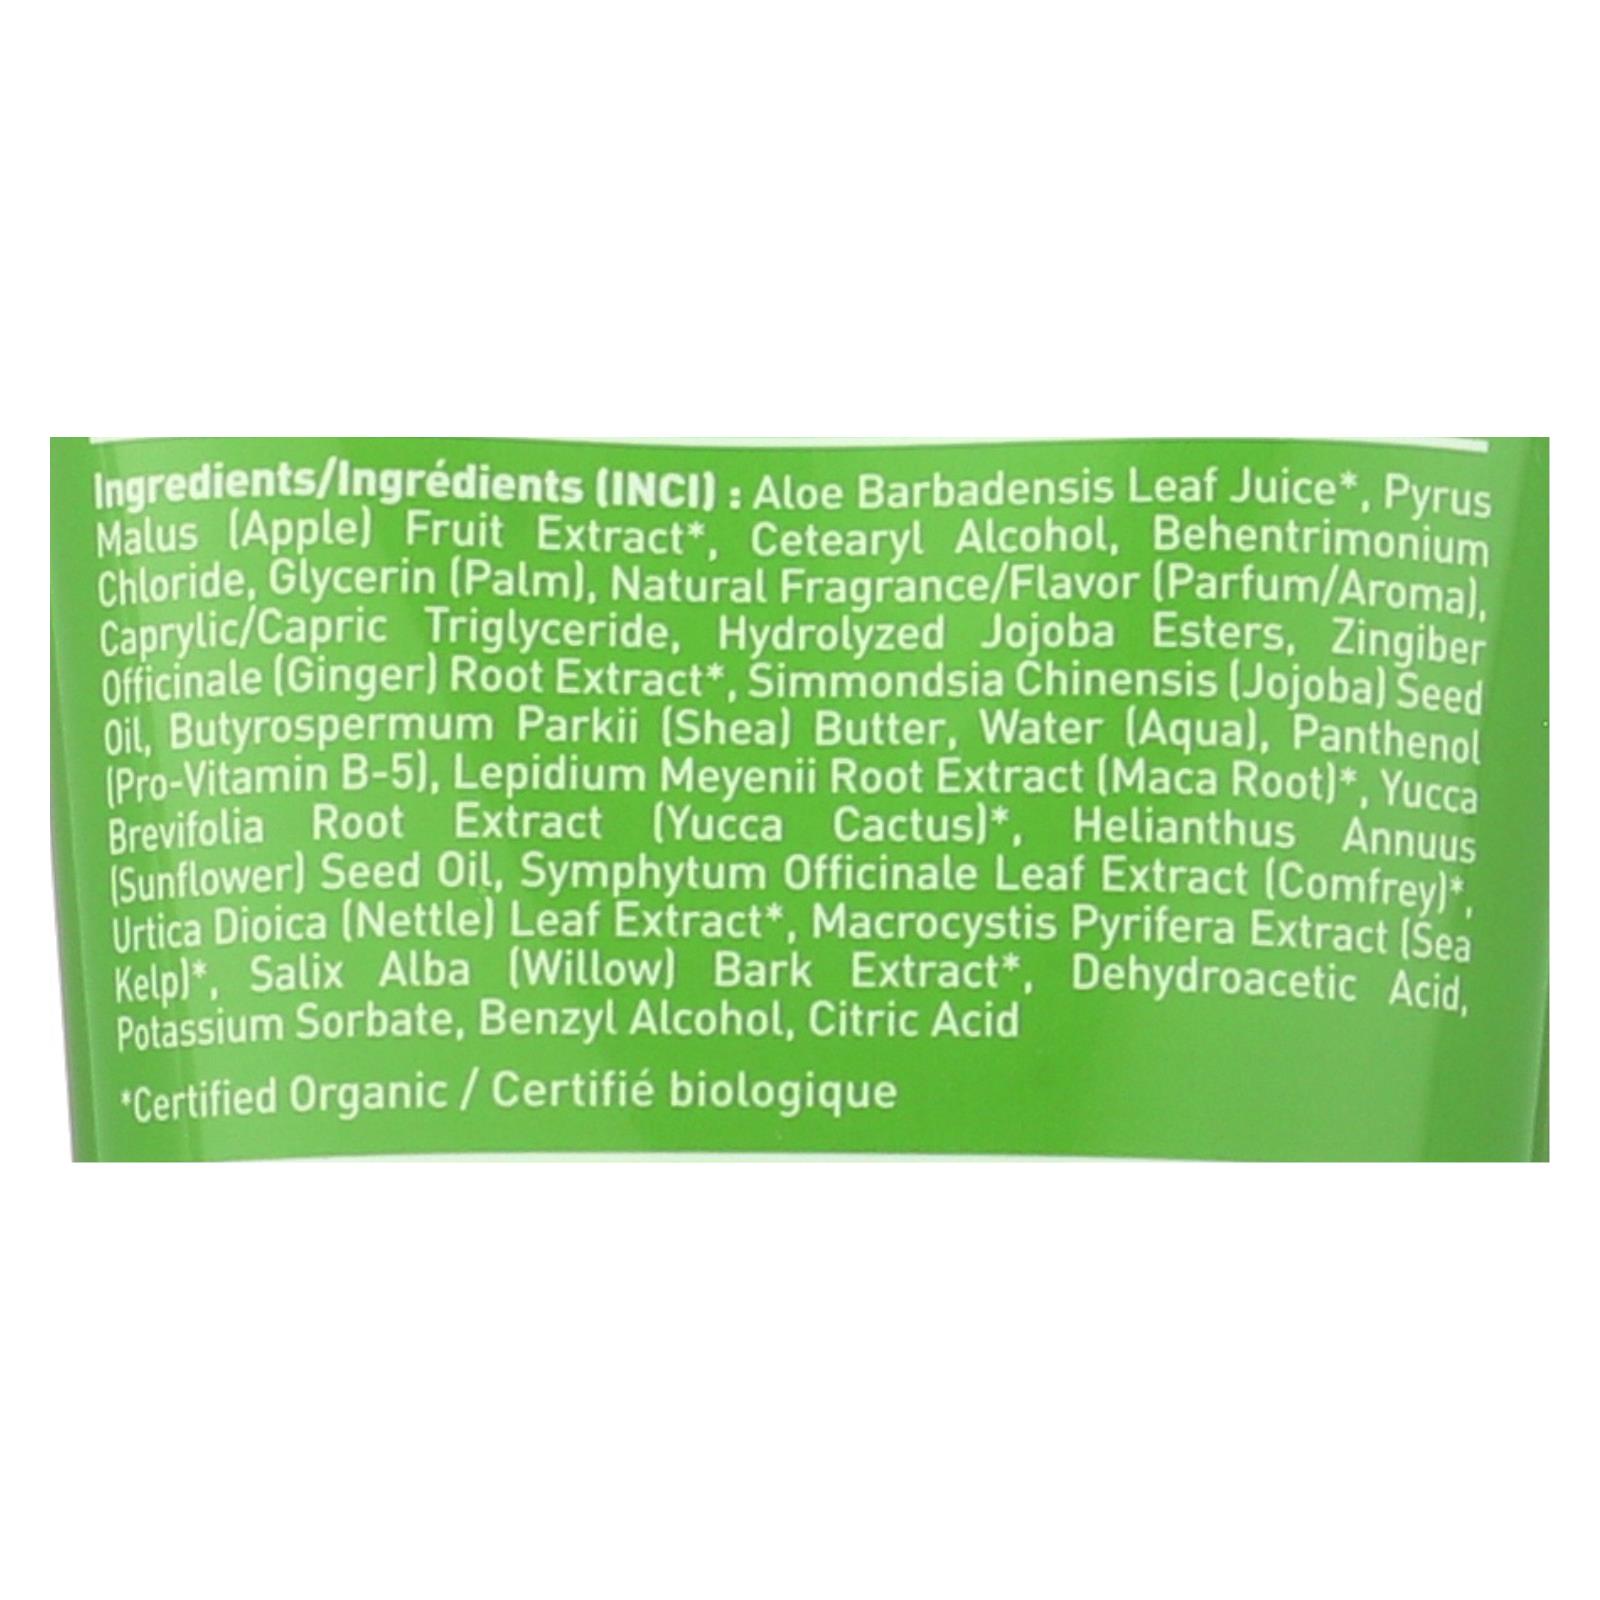 Ingredients/Ingrédients (INCI) : Aloe Barbadensis Leaf Juice*, Pyrus
Malus (Apple) Fruit Extract*, Cetearyl Alcohol, Behentrimonium
Chloride, Glycerin (Palm), Natural Fragrance/Flavor (Parfum/Aroma),
Caprylic/Capric Triglyceride, Hydrolyzed Jojoba Esters, Zingiber
Officinale (Ginger) Root Extract*, Simmondsia Chinensis (Jojoba) Seed
Oil, Butyrospermum Parkii (Shea) Butter, Water (Aqua), Panthenol
(Pro-Vitamin B-5), Lepidium Meyenii Root Extract (Maca Root)*, Yucca
Brevifolia Root Extract (Yucca Cactus)*, Helianthus Annuus
(Sunflower) Seed Oil, Symphytum Officinale Leaf Extract (Comfrey)*,
Urtica Dioica (Nettle) Leaf Extract*, Macrocystis Pyrifera Extract (Sea
Kelp)*, Salix Alba (Willow) Bark Extract*, Dehydroacetic Acid,
Potassium Sorbate, Benzyl Alcohol, Citric Acid
*Certified Organic / Certifié biologique